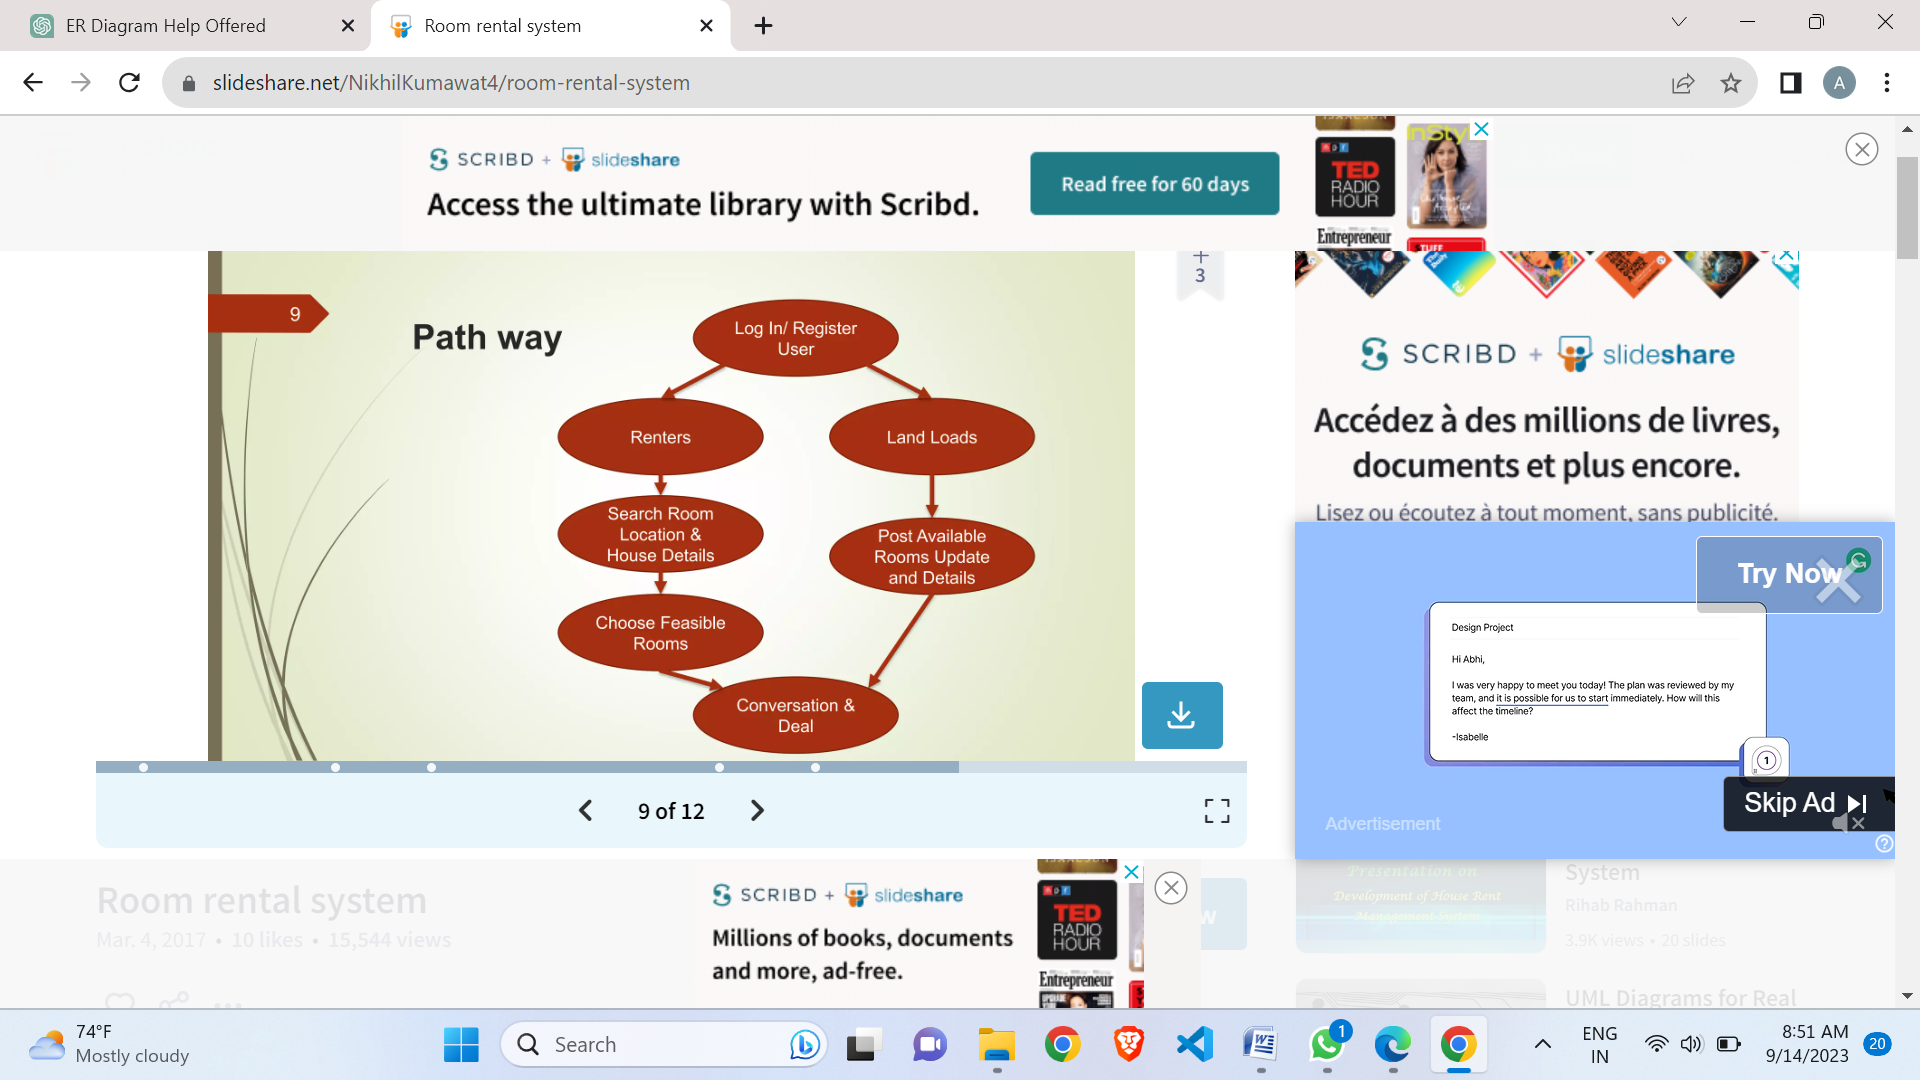 ER Diagram Help Offered
Room rental system
slideshare.net/NikhilKumawat4/room-rental-system
A
SCRIBD + slideshare
Access the ultimate library with Scribd.
Read free for 60 days
TED
RADIO
HOUR
InStyle
Entrepreneur
STUFF
3
9
Path way
Log In/ Register
User
Renters
Land Loads
Search Room
Location &
House Details
Post Available
Rooms Update
and Details
Choose Feasible
Rooms
Conversation &
Deal
9 of 12
SCRIBD + slideshare
Accédez à des millions de livres,
documents et plus encore.
Lisez ou écoutez à tout moment, sans publicité.
Try Now
Design Project
Hi Abhi,
I was very happy to meet you today! The plan was reviewed by my
team, and it is possible for us to start immediately. How will this
affect the timeline?
-Isabelle
1
Skip Ad
Advertisement
Room rental system
Mar. 4, 2017 • 10 likes • 15,544 views
SCRIBD + slideshare
Millions of books, documents
and more, ad-free.
TED
RADIO
HOUR
Entrepreneur
w
Presentation on
Development of House Rent
Management System
System
Rihab Rahman
3.9K views • 20 slides
UML Diagrams for Real
74°F
Mostly cloudy
Search
1
ENG
IN
8:51 AM
9/14/2023
20